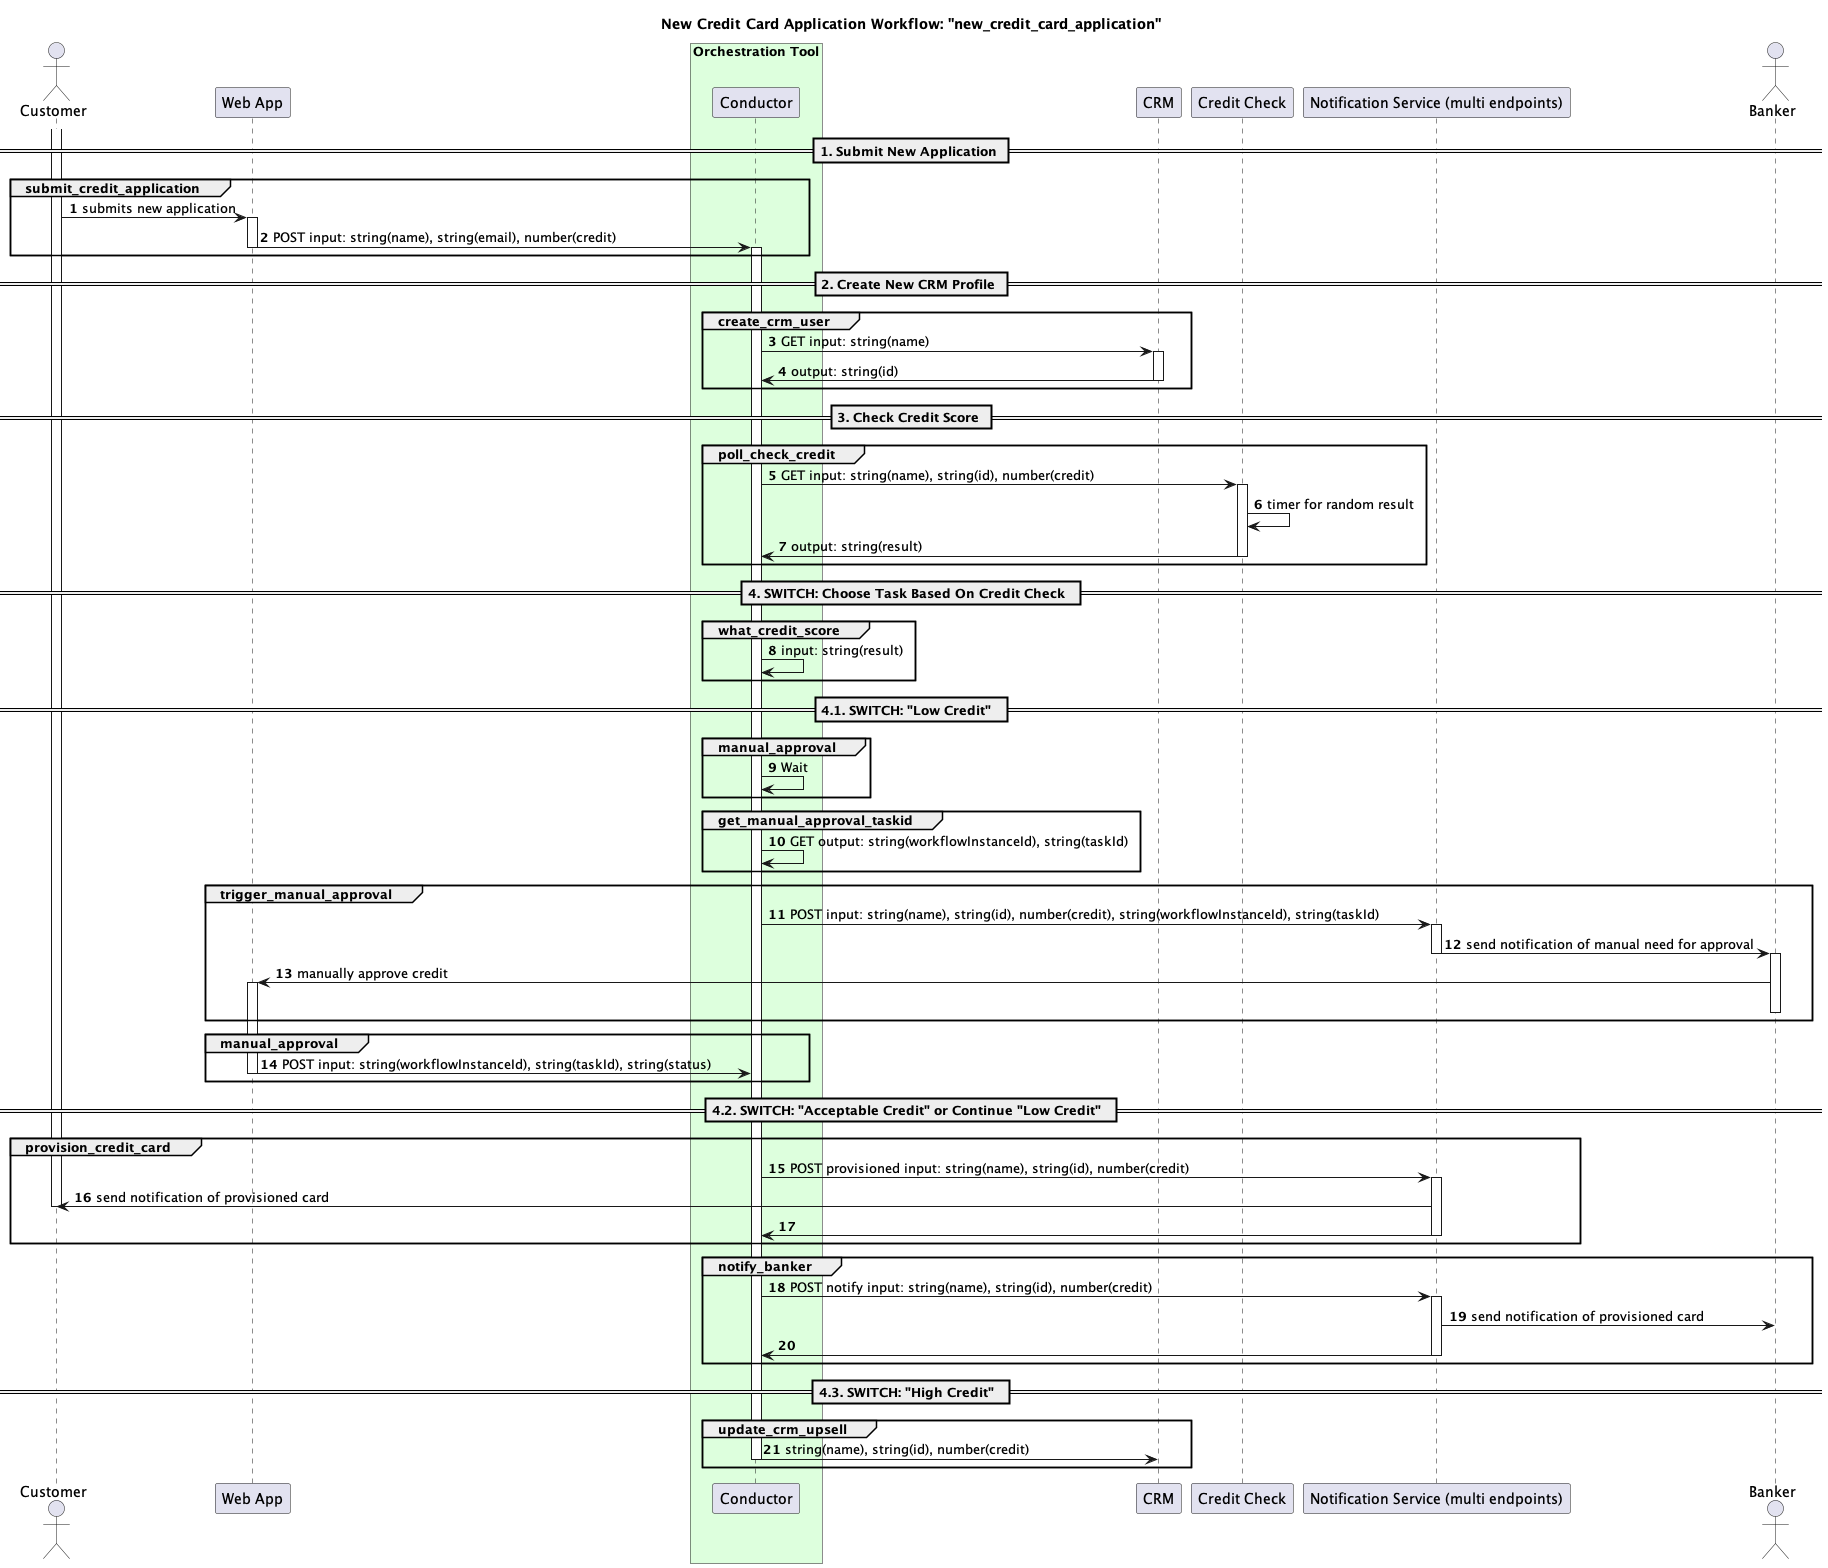 New Credit Card Application Workflow: "new_credit_card_application"
Orchestration Tool
Customer
Web App
Conductor
CRM
Credit Check
Notification Service (multi endpoints)
Banker
1. Submit New Application
submit_credit_application
1 submits new application
2 POST input: string(name), string(email), number(credit)
2. Create New CRM Profile
create_crm_user
3 GET input: string(name)
4 output: string(id)
3. Check Credit Score
poll_check_credit
5 GET input: string(name), string(id), number(credit)
6 timer for random result
7 output: string(result)
4. SWITCH: Choose Task Based On Credit Check
what_credit_score
8 input: string(result)
4.1. SWITCH: "Low Credit"
manual_approval
9 Wait
get_manual_approval_taskid
10 GET output: string(workflowInstanceId), string(taskId)
trigger_manual_approval
11 POST input: string(name), string(id), number(credit), string(workflowInstanceId), string(taskId)
12 send notification of manual need for approval
13 manually approve credit
manual_approval
14 POST input: string(workflowInstanceId), string(taskId), string(status)
4.2. SWITCH: "Acceptable Credit" or Continue "Low Credit"
provision_credit_card
15 POST provisioned input: string(name), string(id), number(credit)
16 send notification of provisioned card
17
notify_banker
18 POST notify input: string(name), string(id), number(credit)
19 send notification of provisioned card
20
4.3. SWITCH: "High Credit"
update_crm_upsell
21 string(name), string(id), number(credit)
Customer
Web App
Conductor
CRM
Credit Check
Notification Service (multi endpoints)
Banker